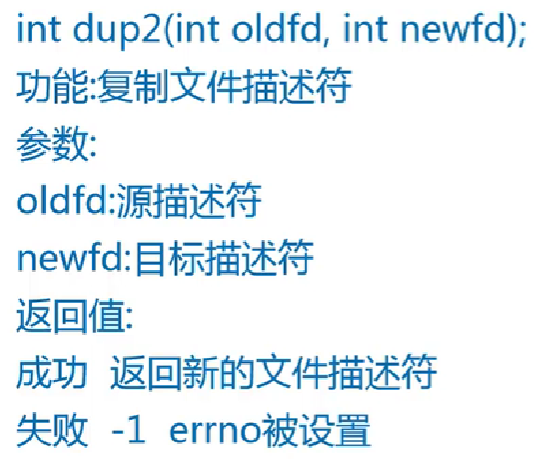 int dup2(int oldfd, int newfd);
功能:复制文件描述符
参数:
oldfd:源描述符
newfd:目标描述符
返回值:
成功 返回新的文件描述符
失败 -1 errno被设置